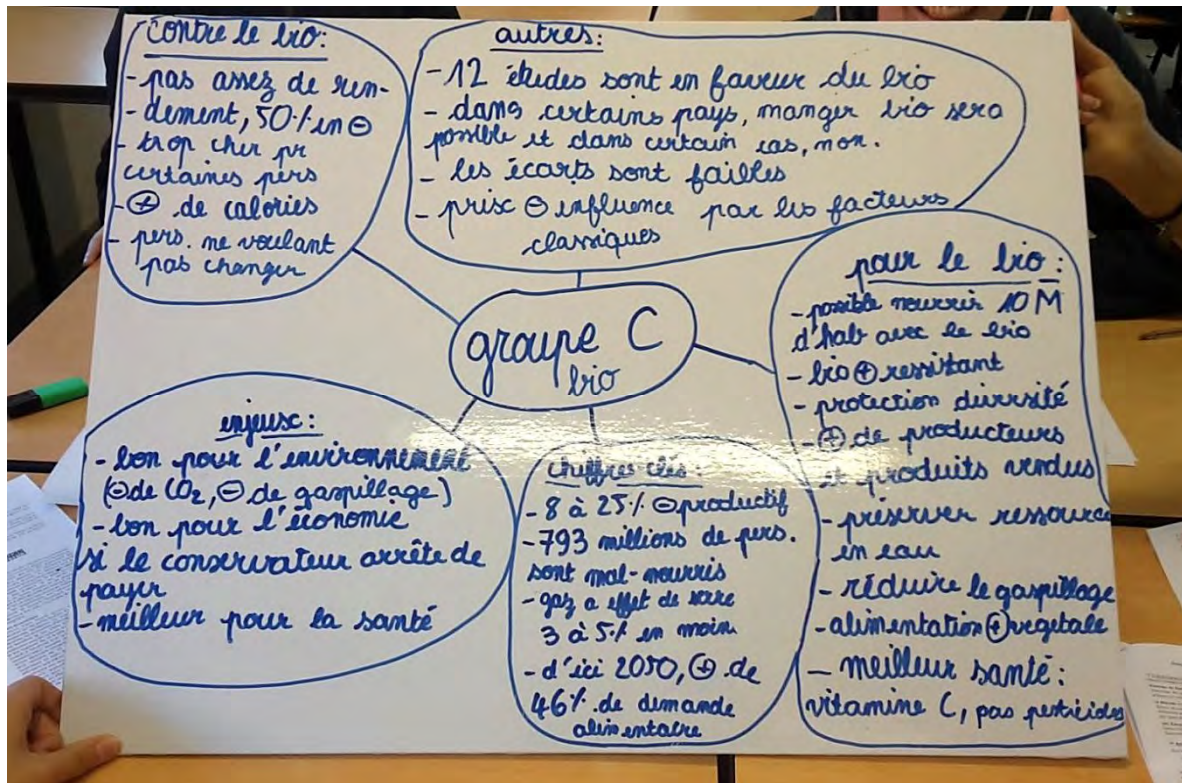 contre le bio:
- pas assez de ren-
- dement, 50% en ⊖
- trop cher pr
certaines pers
- ⊕ de calories
- pers. ne voulant
pas changer
autres:
- 12 études sont en faveur du bio
- dans certains pays, manger bio sera
possible et dans certain cas, non.
- les écarts sont failles
- prise ⊖ influence par les facteurs
classiques
groupe C
bio
pour le bio:
- possible nourrir 10 M
d'hab avec le bio
- bio ⊕ ressistant
- protection diversité
- ⊕ de producteurs
et produits vendus
- préserver ressource
en eau
- réduire le gaspillage
- alimentation ⊕ vegetale
- meilleur santé:
vitamine C, pas pesticides
enjeux:
- bon pour l'environnement
(⊖ de CO2, ⊖ de gaspillage)
- bon pour l'économie
si le conservateur arrête de
payer
- meilleur pour la santé
chiffres clés:
- 8 à 25% ⊖ productif
- 793 millions de pers.
sont mal-nourris
- gaz a effet de serre
3 à 5% en moin
- d'ici 2050, ⊕ de
46% de demande
alimentaire